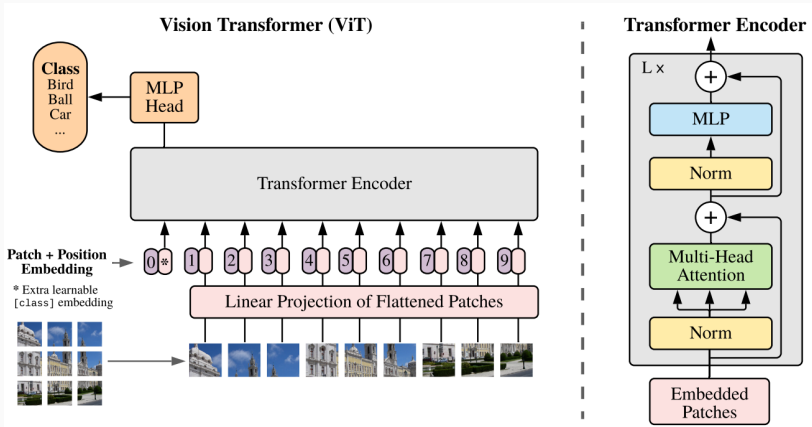 Vision Transformer (ViT)
Class
Bird
Ball
Car
...
MLP
Head
Transformer Encoder
Patch + Position
Embedding
0 * 1 2 3 4 5 6 7 8 9
* Extra learnable
[class] embedding
Linear Projection of Flattened Patches
Transformer Encoder
L x
+
MLP
Norm
+
Multi-Head
Attention
Norm
Embedded
Patches